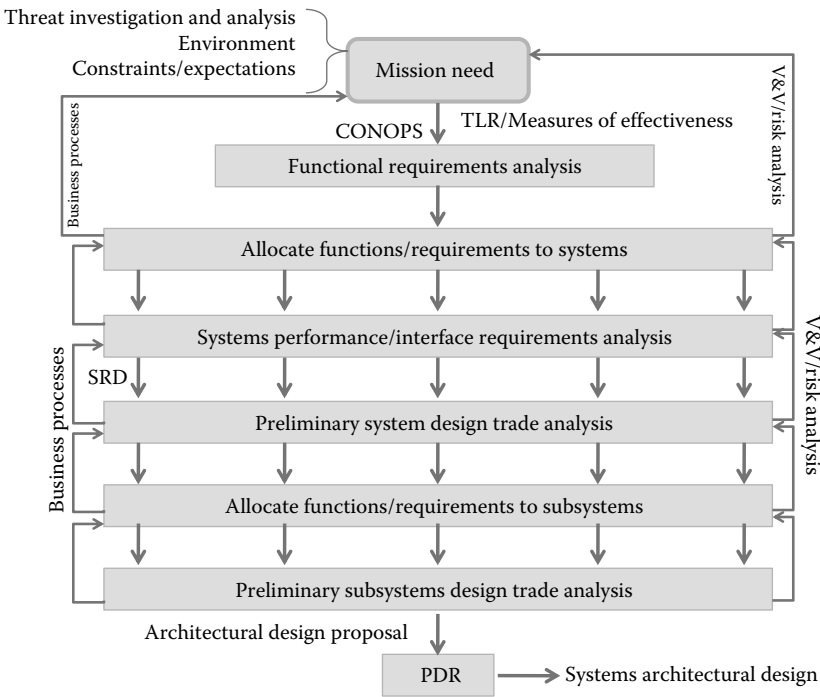 Threat investigation and analysis
Environment
Constraints/expectations
Mission need
CONOPS
TLR/Measures of effectiveness
Business processes
V&V/risk analysis
Functional requirements analysis
Allocate functions/requirements to systems
Systems performance/interface requirements analysis
SRD
Business processes
V&V/risk analysis
Preliminary system design trade analysis
Allocate functions/requirements to subsystems
Preliminary subsystems design trade analysis
Architectural design proposal
PDR
Systems architectural design